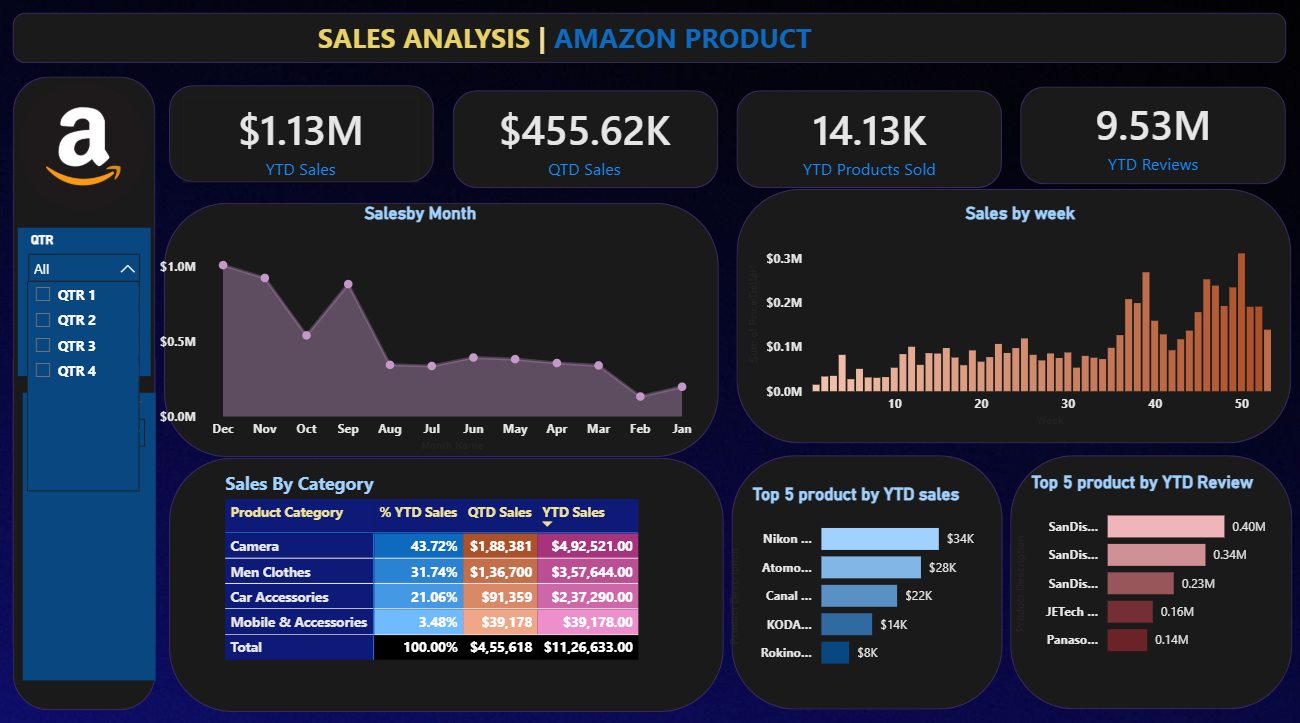 SALES ANALYSIS | AMAZON PRODUCT
a
$1.13M
YTD Sales
$455.62K
QTD Sales
14.13K
YTD Products Sold
9.53M
YTD Reviews
QTR
All
QTR 1
QTR 2
QTR 3
QTR 4
Salesby Month
$1.0M
$0.5M
$0.0M
Dec Nov Oct Sep Aug Jul Jun May Apr Mar Feb Jan
Month Name
Sales by week
$0.3M
$0.2M
$0.1M
$0.0M
10 20 30 40 50
Week
Sales By Category
Product Category % YTD Sales QTD Sales YTD Sales
Camera 43.72% $1,88,381 $4,92,521.00
Men Clothes 31.74% $1,36,700 $3,57,644.00
Car Accessories 21.06% $91,359 $2,37,290.00
Mobile & Accessories 3.48% $39,178 $39,178.00
Total 100.00% $4,55,618 $11,26,633.00
Top 5 product by YTD sales
Nikon ... $34K
Atomo... $28K
Canal ... $22K
KODA... $14K
Rokino... $8K
Top 5 product by YTD Review
Product Description
SanDis... 0.40M
SanDis... 0.34M
SanDis... 0.23M
JETech ... 0.16M
Panaso... 0.14M